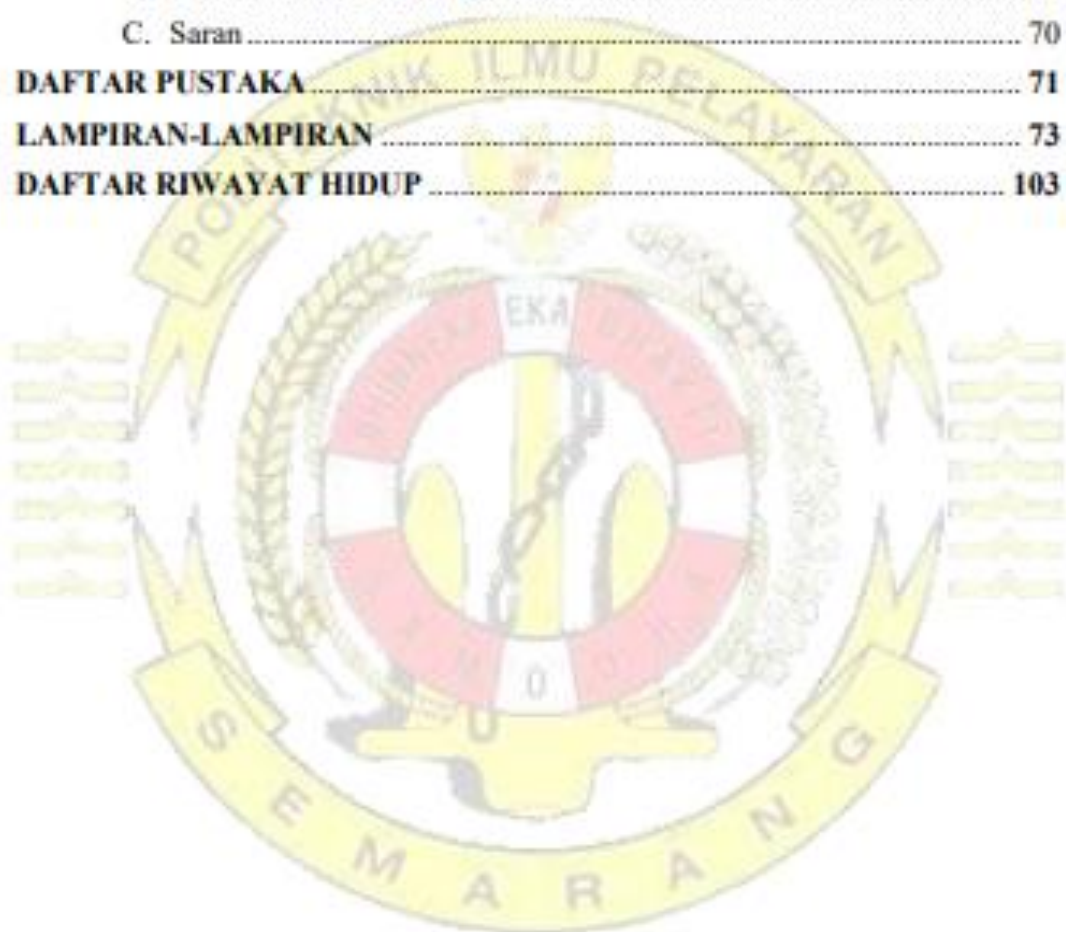 C. Saran ........................................................................ 70
DAFTAR PUSTAKA ........................................................................ 71
LAMPIRAN-LAMPIRAN ........................................................................ 73
DAFTAR RIWAYAT HIDUP ........................................................................ 103
POLITEKNIK ILMU PELAYARAN
EKA
SEMARANG